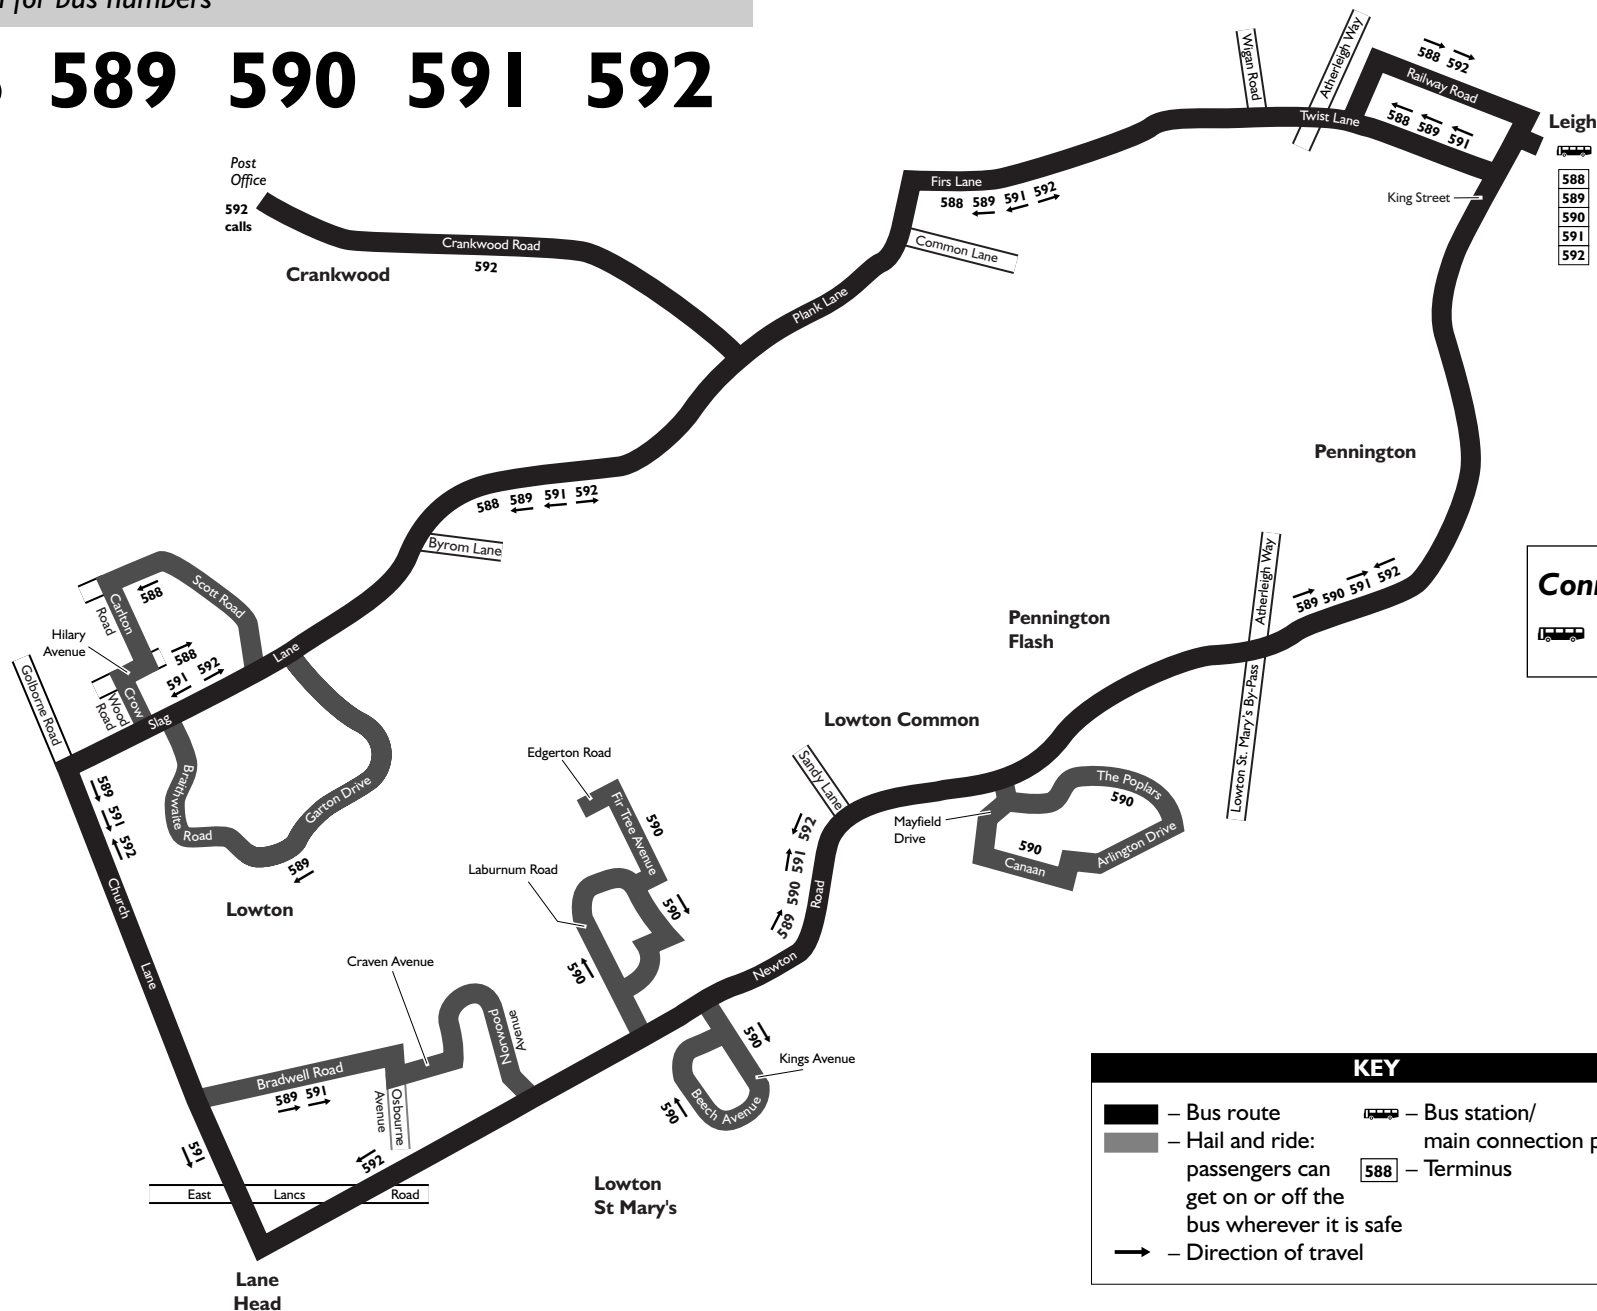 for bus numbers
589 590 591 592
Post
Office
592
calls
Crankwood Road
592
Crankwood
Wigan Road
Atherleigh Way
588 592
Railway Road
Twist Lane
588 589 591
Leigh
588
589
590
591
592
King Street
Firs Lane
588 589 591 592
Common Lane
Plank Lane
Pennington
588 589 591 592
Byrom Lane
Scott Road
588
Carlton
Road
Hilary
Avenue
588
591 592
Crow
Wood
Road
Slag
Lane
Golborne Road
589 591 592
Braithwaite
Road
Garton Drive
589
Lowton
Church
Lane
Atherleigh Way
589 590 591 592
Pennington
Flash
Lowton St. Mary's By-Pass
Lowton Common
Sandy Lane
Mayfield
Drive
The Poplars
590
590
Canaan
Arlington Drive
Edgerton Road
Fir Tree Avenue
590
Laburnum Road
590
590
589 590 591 592
Road
Newton
Craven Avenue
Norwood
Avenue
Bradwell Road
589 591
Osbourne
Avenue
590
Kings Avenue
Beech Avenue
590
591
592
East Lancs Road
Lowton
St Mary's
Lane
Head
KEY
– Bus route
– Hail and ride:
passengers can
get on or off the
bus wherever it is safe
– Direction of travel
– Bus station/
main connection
588 – Terminus